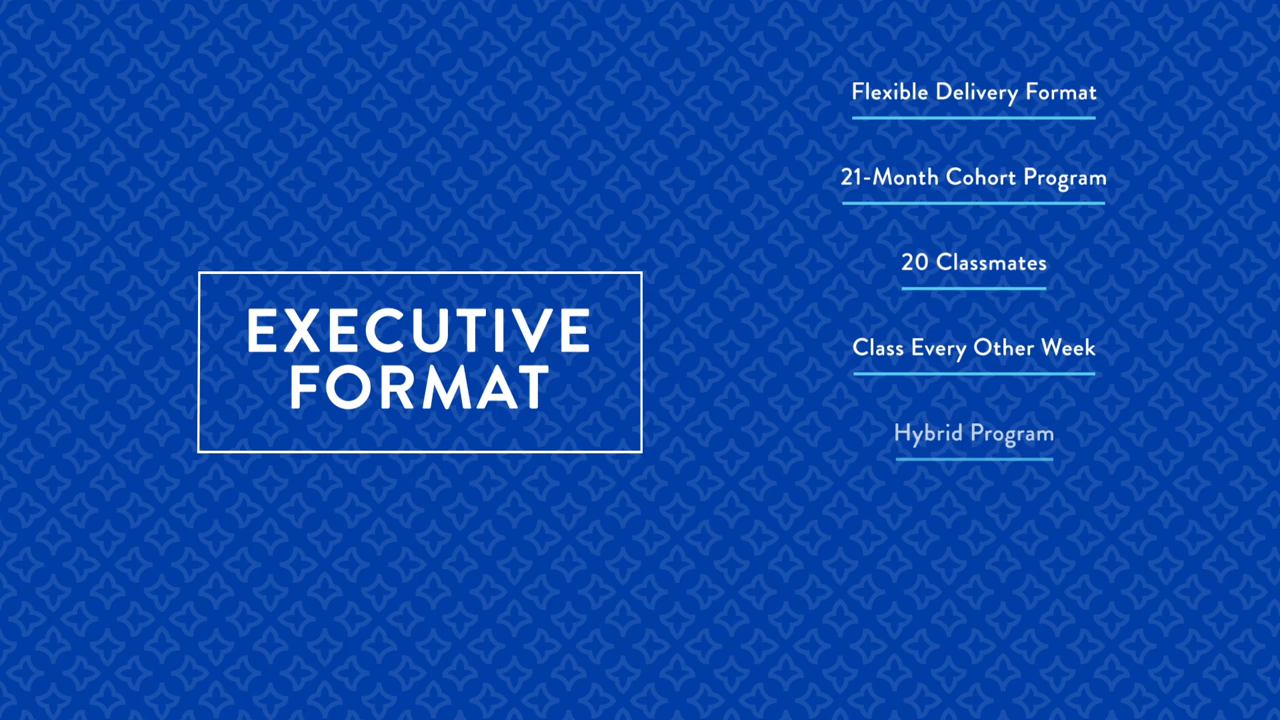 EXECUTIVE
FORMAT
Flexible Delivery Format
21-Month Cohort Program
20 Classmates
Class Every Other Week
Hybrid Program